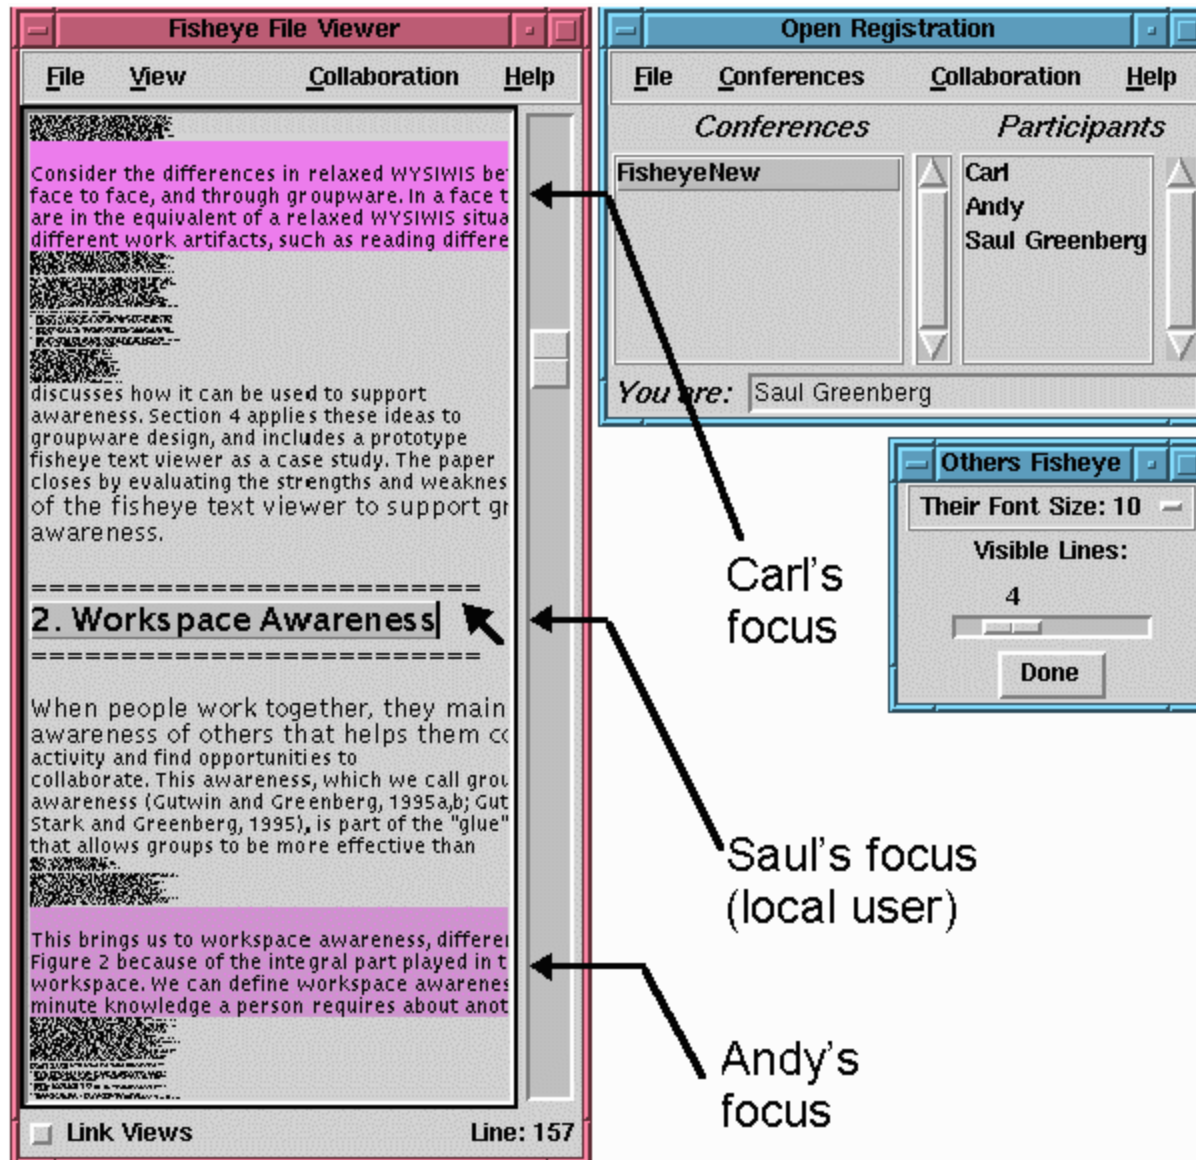 Fisheye File Viewer
File View Collaboration Help
Consider the differences in relaxed WYSIWIS be
face to face, and through groupware. In a face t
are in the equivalent of a relaxed WYSIWIS situa
different work artifacts, such as reading differe
discusses how it can be used to support
awareness. Section 4 applies these ideas to
groupware design, and includes a prototype
fisheye text viewer as a case study. The paper
closes by evaluating the strengths and weaknes
of the fisheye text viewer to support gr
awareness.
==========================
2. Workspace Awareness
==========================
When people work together, they main
awareness of others that helps them co
activity and find opportunities to
collaborate. This awareness, which we call grou
awareness (Gutwin and Greenberg, 1995a,b; Gut
Stark and Greenberg, 1995), is part of the "glue"
that allows groups to be more effective than
This brings us to workspace awareness, differe
Figure 2 because of the integral part played in t
workspace. We can define workspace awarenes
minute knowledge a person requires about anot
Link Views Line: 157
Open Registration
File Conferences Collaboration Help
Conferences Participants
FisheyeNew
Carl
Andy
Saul Greenberg
You are: Saul Greenberg
Others Fisheye
Their Font Size: 10
Visible Lines:
4
Done
Carl's
focus
Saul's focus
(local user)
Andy's
focus